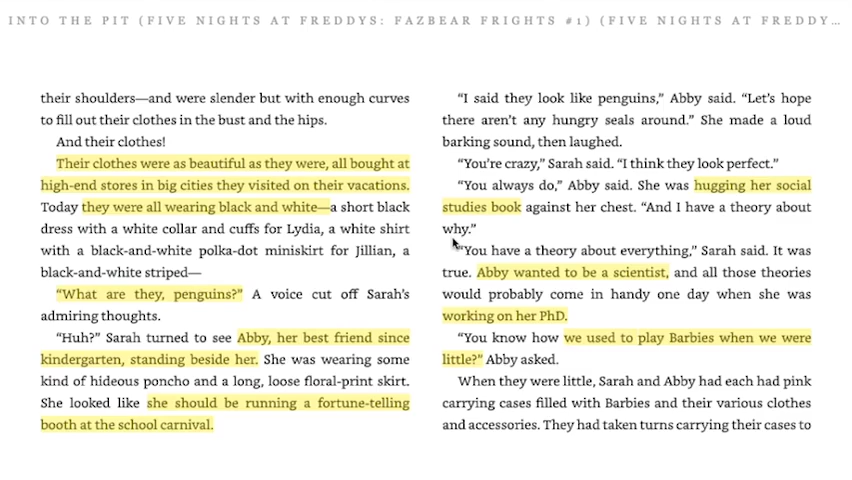 INTO THE PIT (FIVE NIGHTS AT FREDDYS: FAZBEAR FRIGHTS #1) (FIVE NIGHTS AT FREDDY…
their shoulders—and were slender but with enough curves
to fill out their clothes in the bust and the hips.
And their clothes!
Their clothes were as beautiful as they were, all bought at
high-end stores in big cities they visited on their vacations.
Today they were all wearing black and white—a short black
dress with a white collar and cuffs for Lydia, a white shirt
with a black-and-white polka-dot miniskirt for Jillian, a
black-and-white striped—
“What are they, penguins?” A voice cut off Sarah’s
admiring thoughts.
“Huh?” Sarah turned to see Abby, her best friend since
kindergarten, standing beside her. She was wearing some
kind of hideous poncho and a long, loose floral-print skirt.
She looked like she should be running a fortune-telling
booth at the school carnival.
“I said they look like penguins,” Abby said. “Let’s hope
there aren’t any hungry seals around.” She made a loud
barking sound, then laughed.
“You’re crazy,” Sarah said. “I think they look perfect.”
“You always do,” Abby said. She was hugging her social
studies book against her chest. “And I have a theory about
why.”
“You have a theory about everything,” Sarah said. It was
true. Abby wanted to be a scientist, and all those theories
would probably come in handy one day when she was
working on her PhD.
“You know how we used to play Barbies when we were
little?” Abby asked.
When they were little, Sarah and Abby had each had pink
carrying cases filled with Barbies and their various clothes
and accessories. They had taken turns carrying their cases to